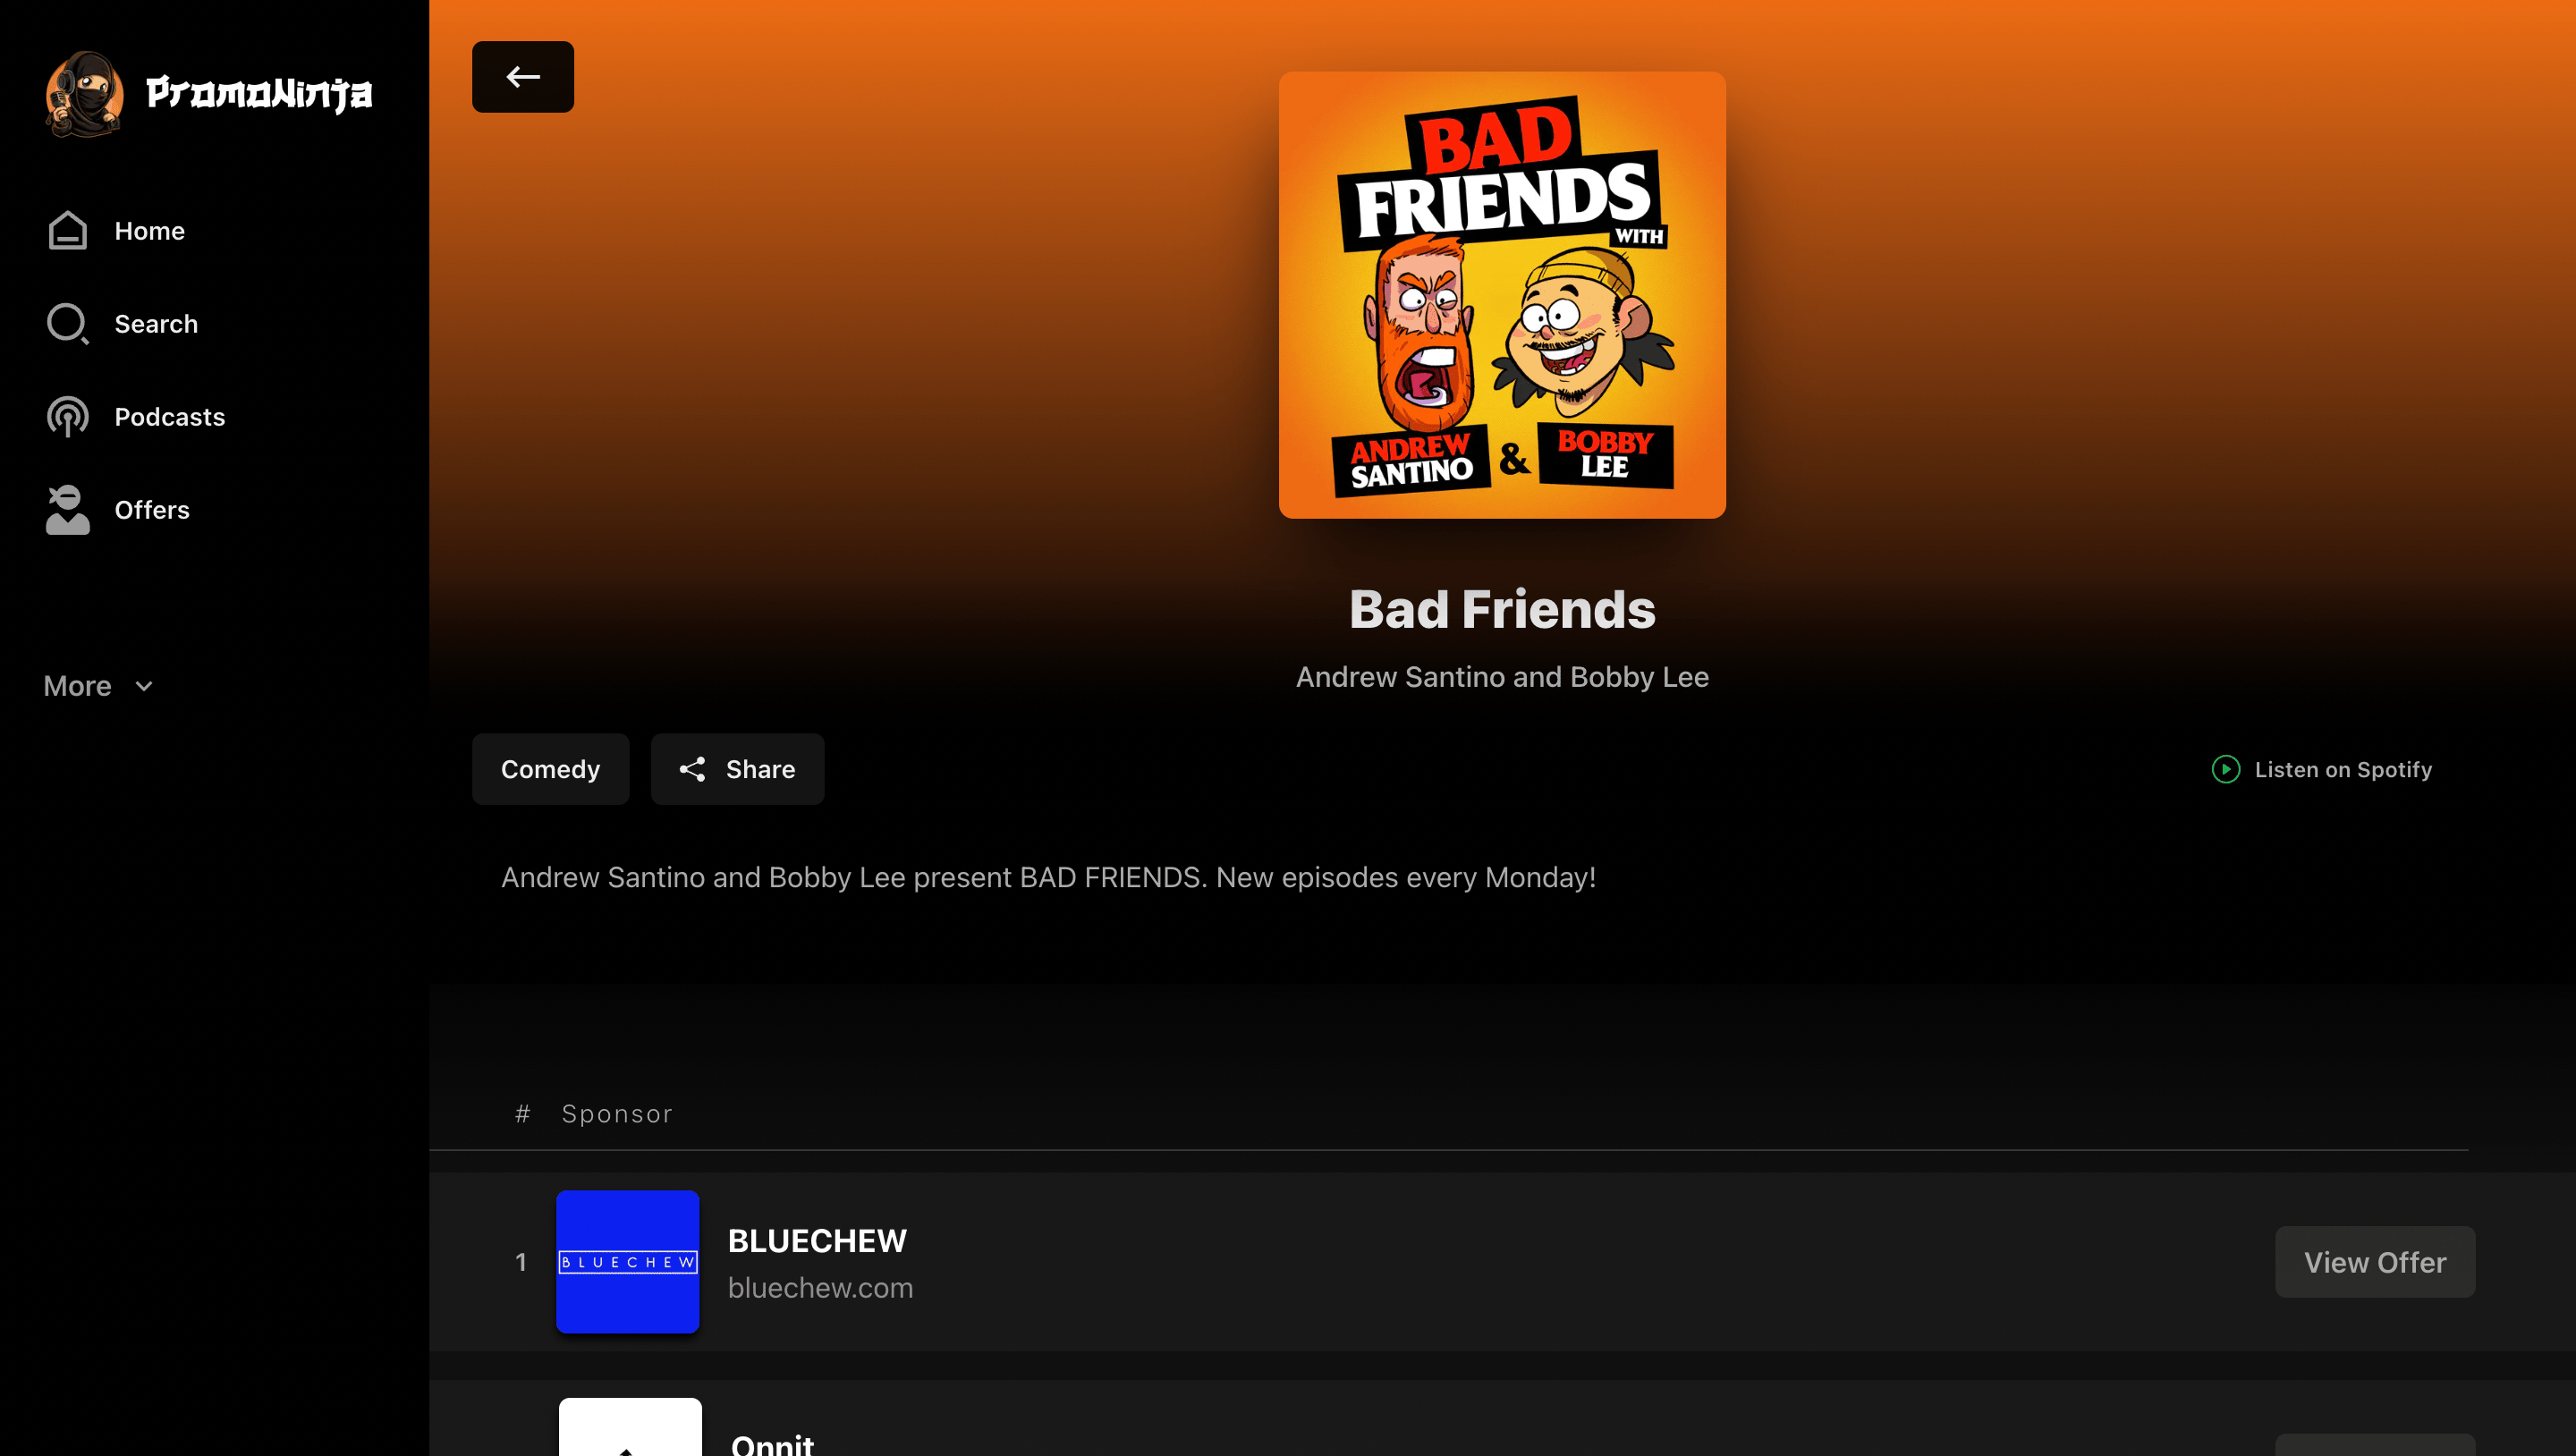 PromoNinja
Home
Search
Podcasts
Offers
More
BAD
FRIENDS
WITH
ANDREW
SANTINO
&
BOBBY
LEE
Bad Friends
Andrew Santino and Bobby Lee
Comedy
Share
Listen on Spotify
Andrew Santino and Bobby Lee present BAD FRIENDS. New episodes every Monday!
# Sponsor
1
BLUECHEW
BLUECHEW
bluechew.com
View Offer
Onnit